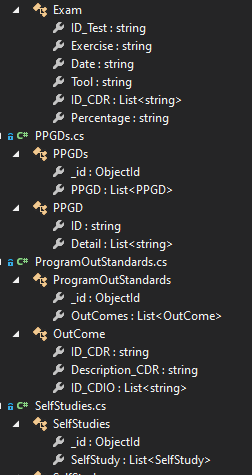 Exam
ID_Test : string
Exercise : string
Date : string
Tool : string
ID_CDR : List<string>
Percentage : string
PPGDs.cs
PPGDs
_id : ObjectId
PPGD : List<PPGD>
PPGD
ID : string
Detail : List<string>
ProgramOutStandards.cs
ProgramOutStandards
_id : ObjectId
OutComes : List<OutCome>
OutCome
ID_CDR : string
Description_CDR : string
ID_CDIO : List<string>
SelfStudies.cs
SelfStudies
_id : ObjectId
SelfStudy : List<SelfStudy>